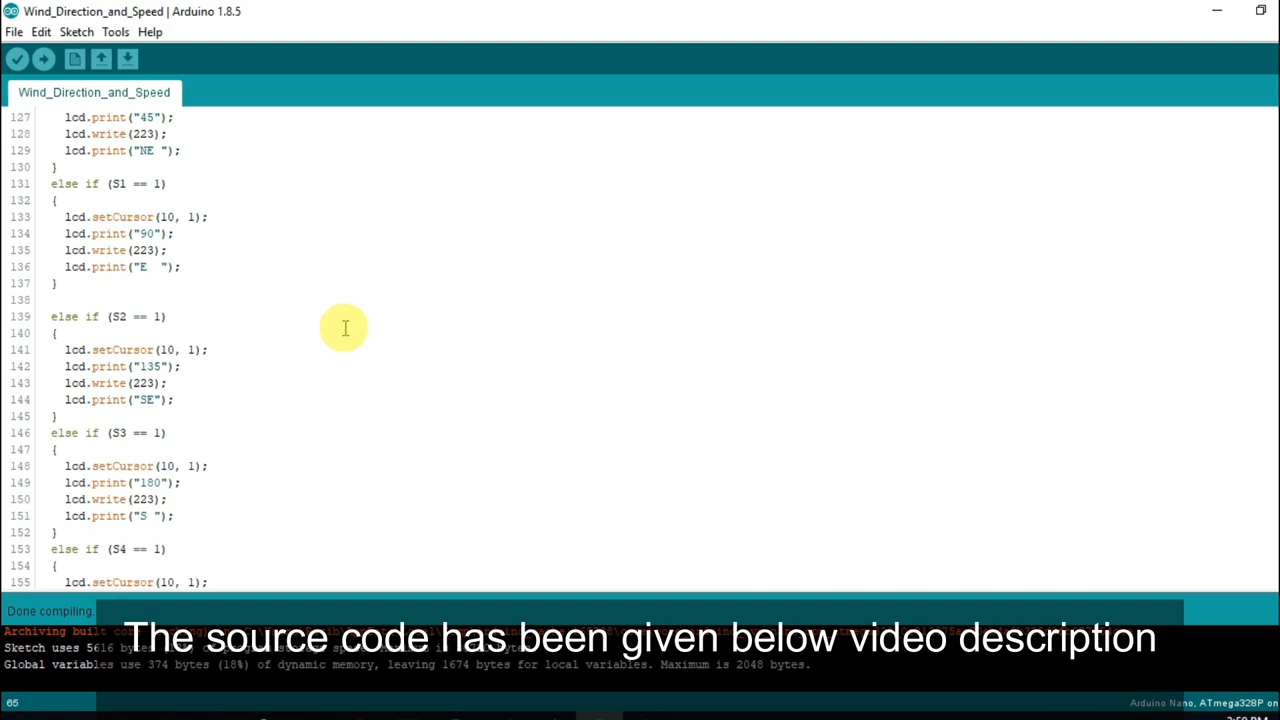 Wind_Direction_and_Speed | Arduino 1.8.5
File Edit Sketch Tools Help
Wind_Direction_and_Speed
127 lcd.print("45");
128 lcd.write(223);
129 lcd.print("NE ");
130 }
131 else if (S1 == 1)
132 {
133 lcd.setCursor(10, 1);
134 lcd.print("90");
135 lcd.write(223);
136 lcd.print("E  ");
137 }
138
139 else if (S2 == 1)
140 {
141 lcd.setCursor(10, 1);
142 lcd.print("135");
143 lcd.write(223);
144 lcd.print("SE");
145 }
146 else if (S3 == 1)
147 {
148 lcd.setCursor(10, 1);
149 lcd.print("180");
150 lcd.write(223);
151 lcd.print("S ");
152 }
153 else if (S4 == 1)
154 {
155 lcd.setCursor(10, 1);
Done compiling.
Archiving built
The source code has been given below video description
Sketch uses 5616 bytes
Global variables use 374 bytes (18%) of dynamic memory, leaving 1674 bytes for local variables. Maximum is 2048 bytes.
65
Arduino Nano, ATmega328P on